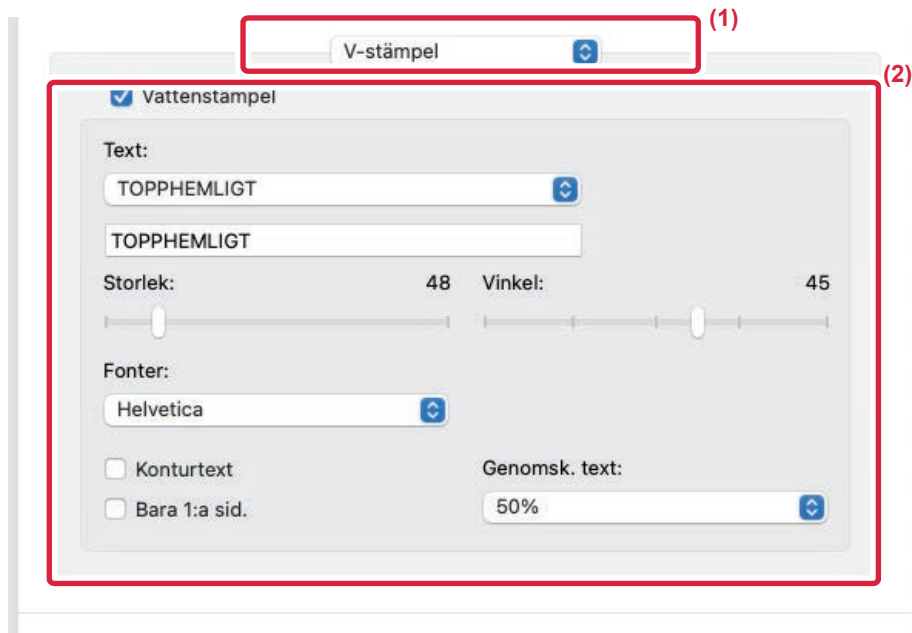 (1)
V-stämpel
(2)
Vattenstämpel
Text:
TOPPHEMLIGT
TOPPHEMLIGT
Storlek: 48 Vinkel: 45
Fonter:
Helvetica
Konturtext Genomsk. text:
Bara 1:a sid. 50%